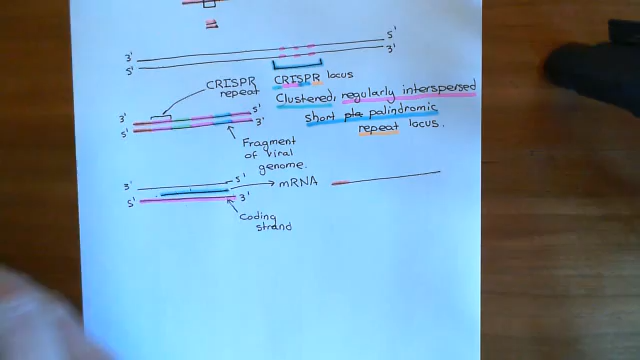 5'
3'
3'
5'
CRISPR locus
CRISPR
repeat
Clustered, regularly interspersed
short pla palindromic
repeat locus.
3'
5'
5'
3'
Fragment
of viral
genome.
3'
5'
mRNA
5'
3'
Coding
strand